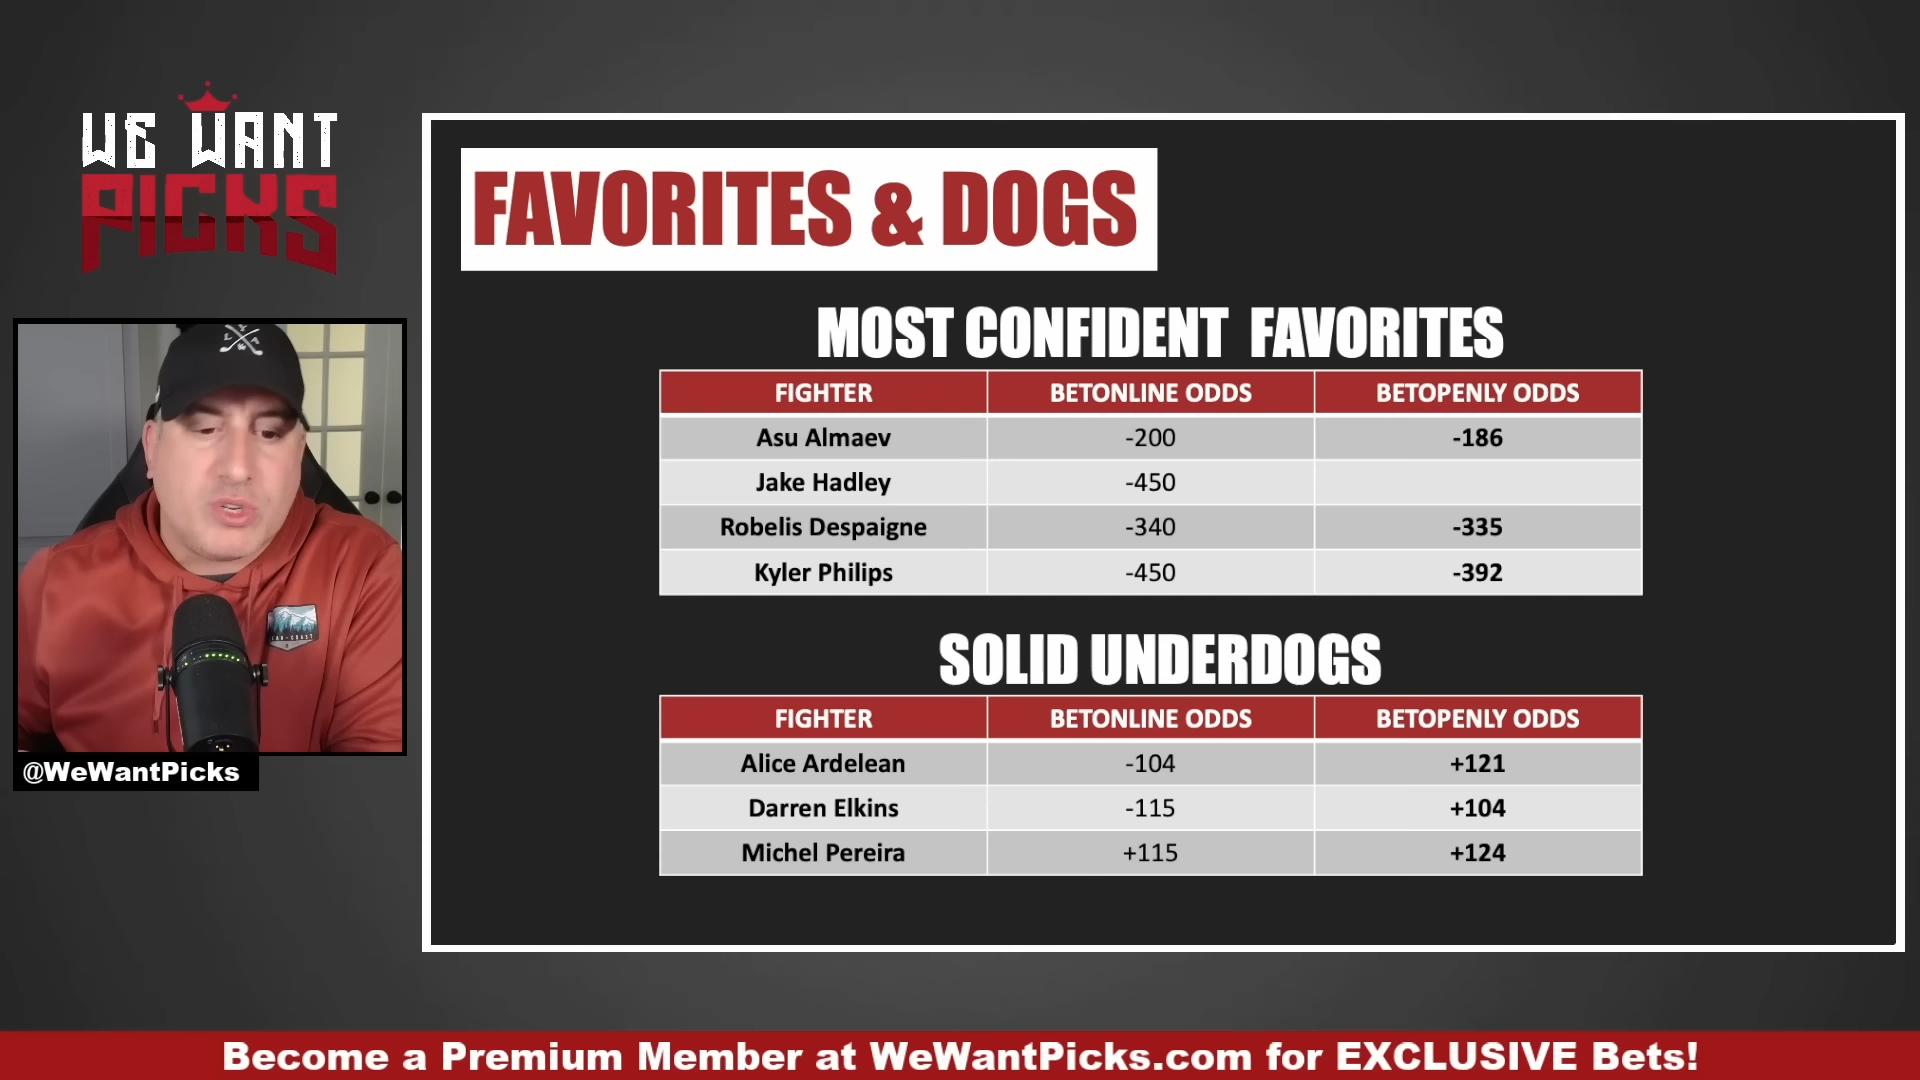 WE WANT
PICKS
FAVORITES & DOGS
MOST CONFIDENT FAVORITES
FIGHTER BETONLINE ODDS BETOPENLY ODDS
Asu Almaev -200 -186
Jake Hadley -450
Robelis Despaigne -340 -335
Kyler Philips -450 -392
SOLID UNDERDOGS
FIGHTER BETONLINE ODDS BETOPENLY ODDS
Alice Ardelean -104 +121
Darren Elkins -115 +104
Michel Pereira +115 +124
@WeWantPicks
Become a Premium Member at WeWantPicks.com for EXCLUSIVE Bets!